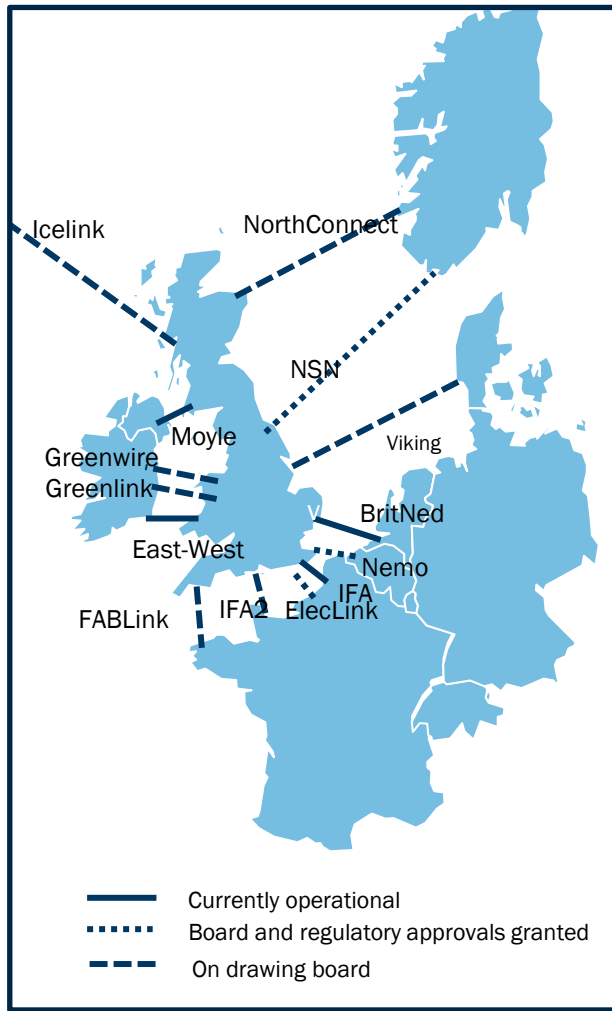 Icelink
NorthConnect
NSN
Moyle
Viking
Greenwire
Greenlink
V
BritNed
East-West
Nemo
IFA
IFA2
ElecLink
FABLink
Currently operational
Board and regulatory approvals granted
On drawing board